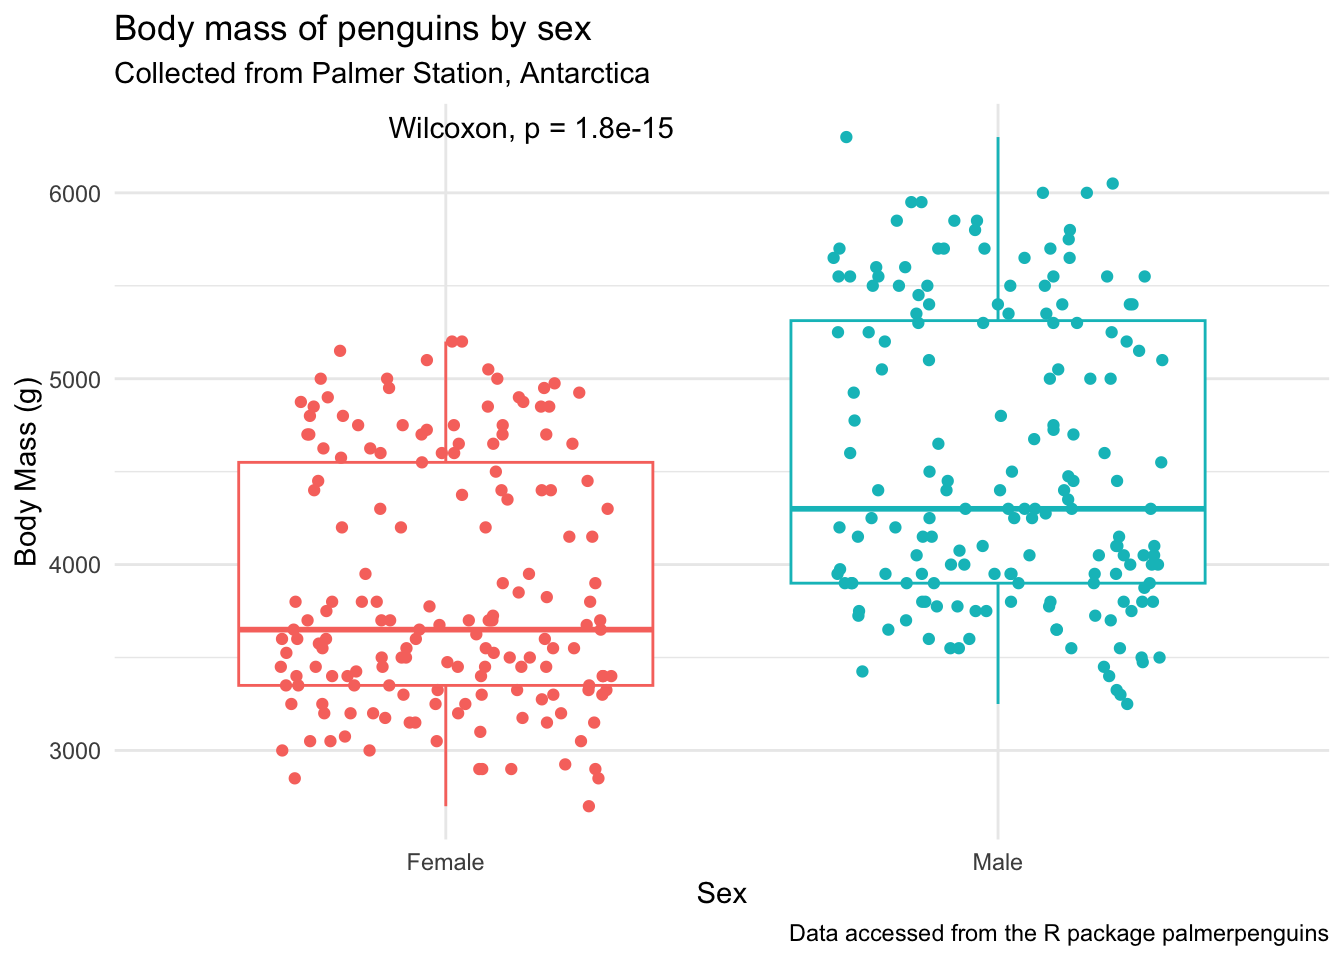 Body mass of penguins by sex
Collected from Palmer Station, Antarctica
Wilcoxon, p = 1.8e-15
6000
5000
4000
3000
Body Mass (g)
Female
Male
Sex
Data accessed from the R package palmerpenguins